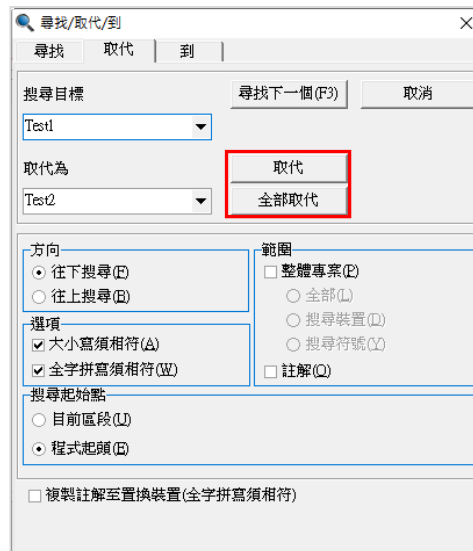 尋找/取代/到
尋找 取代 到
搜尋目標 尋找下一個(F3) 取消
Test1
取代為 取代
Test2 全部取代
方向 範圍
往下搜尋(F) 整體專案(P)
往上搜尋(B) 全部(L)
搜尋裝置(D)
選項 搜尋符號(Y)
大小寫須相符(A)
全字拼寫須相符(W) 註解(O)
搜尋起始點
目前區段(U)
程式起頭(E)
複製註解至置換裝置(全字拼寫須相符)